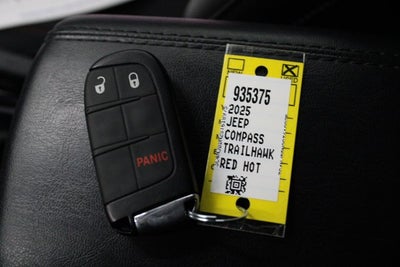 935375
2025
JEEP
COMPASS
TRAILHAWK
RED HOT
PANIC